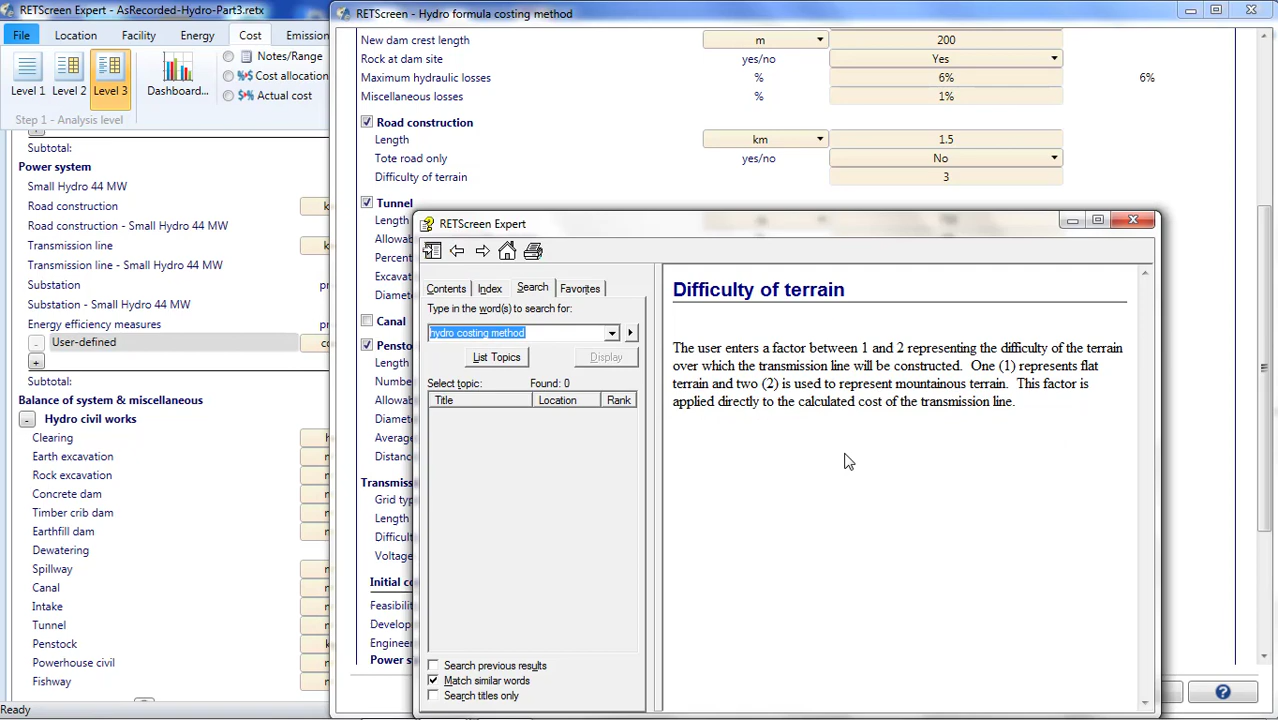 RETScreen Expert - AsRecorded-Hydro-Part3.retx
File Location Facility Energy Cost Emission
Level 1 Level 2 Level 3 Dashboard...
Notes/Range
Cost allocation
Actual cost
Step 1 - Analysis level
Subtotal:
Power system
Small Hydro 44 MW
Road construction
Road construction - Small Hydro 44 MW
Transmission line
Transmission line - Small Hydro 44 MW
Substation
Substation - Small Hydro 44 MW
Energy efficiency measures
- User-defined
+
Subtotal:
Balance of system & miscellaneous
- Hydro civil works
Clearing
Earth excavation
Rock excavation
Concrete dam
Timber crib dam
Earthfill dam
Dewatering
Spillway
Canal
Intake
Tunnel
Penstock
Powerhouse civil
Fishway
Ready
RETScreen - Hydro formula costing method
New dam crest length m 200
Rock at dam site yes/no Yes
Maximum hydraulic losses % 6% 6%
Miscellaneous losses % 1%
Road construction
Length km 1.5
Tote road only yes/no No
Difficulty of terrain 3
Tunnel
Length
Allowab
Percent
Excava
Diamet
Canal
Pensto
Length
Numbe
Allowab
Diamet
Average
Distanc
Transmiss
Grid typ
Length
Difficul
Voltage
Initial co
Feasibili
Develop
Enginee
Power s
RETScreen Expert
Contents Index Search Favorites
Type in the word(s) to search for:
hydro costing method
List Topics Display
Select topic: Found: 0
Title Location Rank
Search previous results
Match similar words
Search titles only
Difficulty of terrain
The user enters a factor between 1 and 2 representing the difficulty of the terrain
over which the transmission line will be constructed. One (1) represents flat
terrain and two (2) is used to represent mountainous terrain. This factor is
applied directly to the calculated cost of the transmission line.